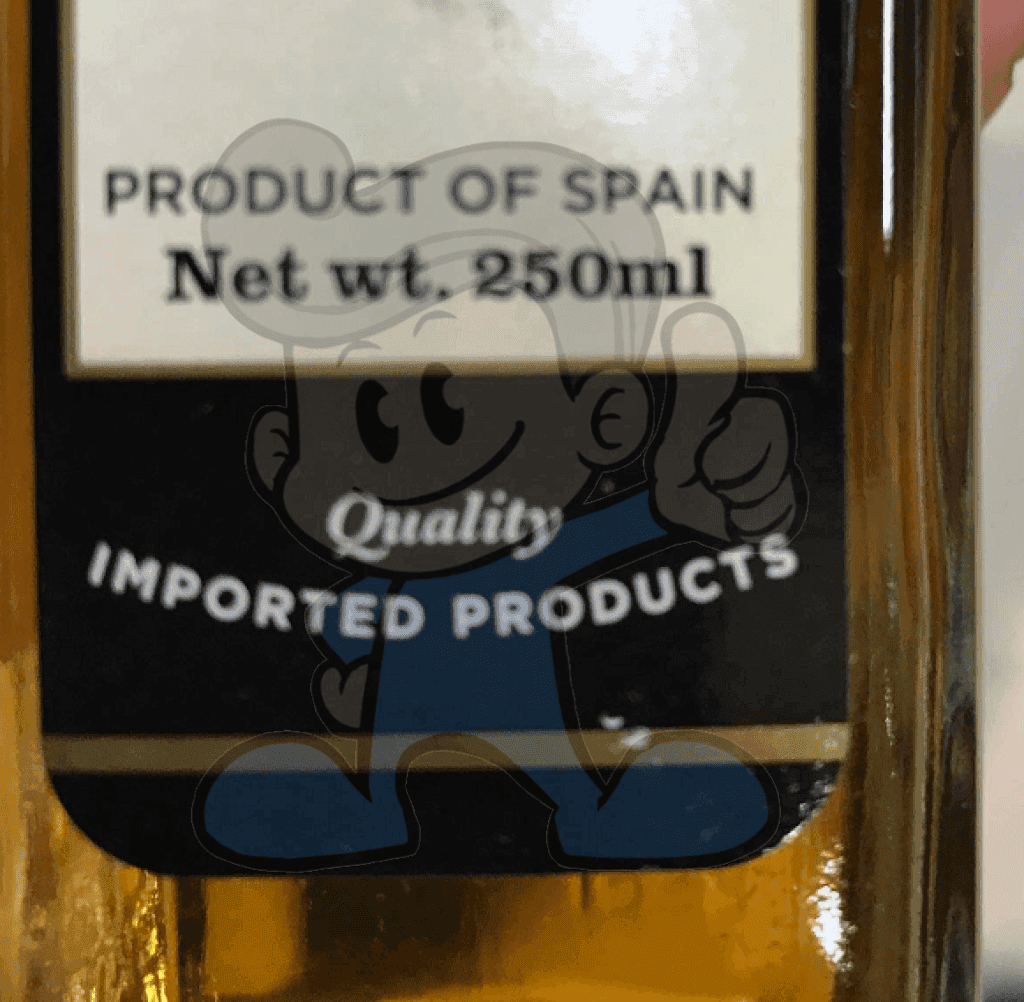 PRODUCT OF SPAIN
Net wt. 250ml
Quality
IMPORTED PRODUCTS